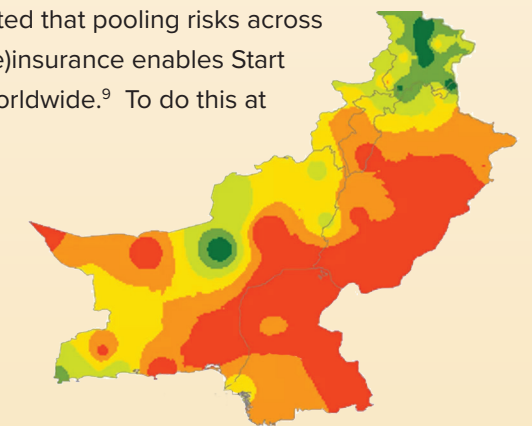 ted that pooling risks across
e)insurance enables Start
orldwide.⁹ To do this at